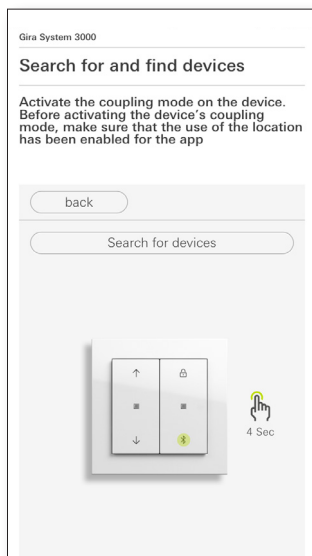 Gira System 3000
Search for and find devices
Activate the coupling mode on the device.
Before activating the device's coupling
mode, make sure that the use of the location
has been enabled for the app
back
Search for devices
4 Sec